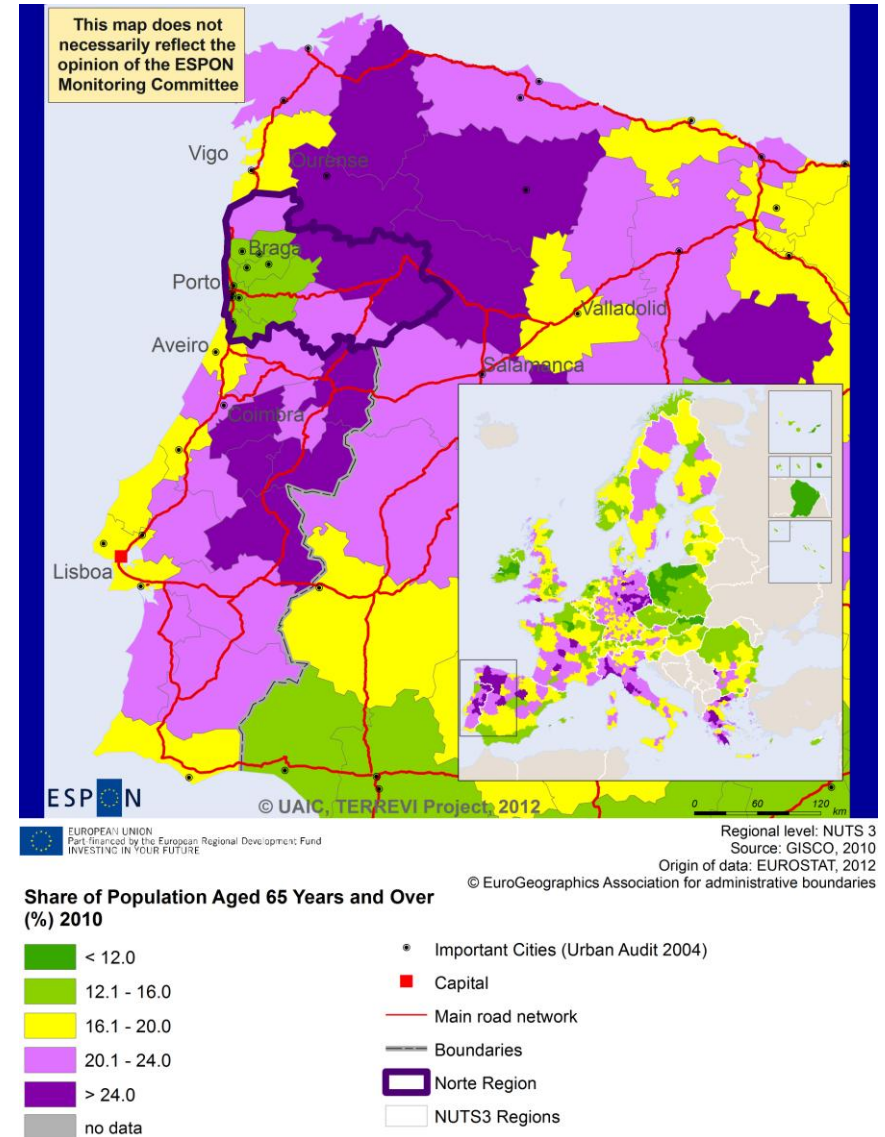 This map does not
necessarily reflect the
opinion of the ESPON
Monitoring Committee
Vigo
Ourense
Braga
Porto
Valladolid
Aveiro
Salamanca
Coimbra
Lisboa
ESPON
© UAIC, TERREVI Project, 2012
0 60 120
km
EUROPEAN UNION
Part-financed by the European Regional Development Fund
INVESTING IN YOUR FUTURE
Regional level: NUTS 3
Source: GISCO, 2010
Origin of data: EUROSTAT, 2012
© EuroGeographics Association for administrative boundaries
Share of Population Aged 65 Years and Over
(%) 2010
< 12.0
12.1 - 16.0
16.1 - 20.0
20.1 - 24.0
> 24.0
no data
Important Cities (Urban Audit 2004)
Capital
Main road network
Boundaries
Norte Region
NUTS3 Regions